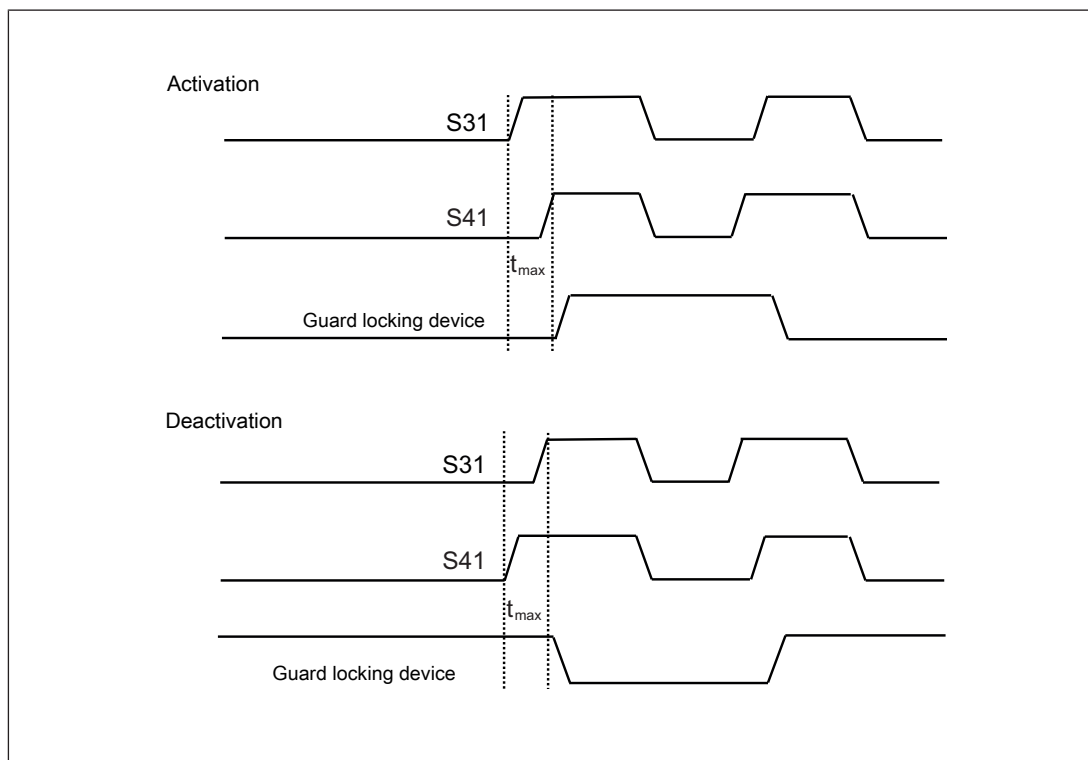 Activation
S31
S41
tmax
Guard locking device
Deactivation
S31
S41
tmax
Guard locking device